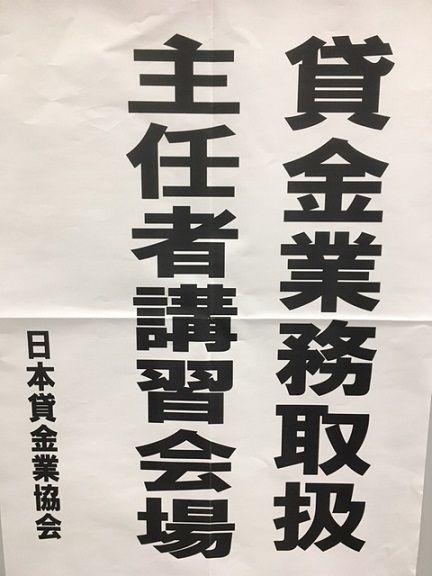 貸金業務取扱
主任者講習会場
日本貸金業協会